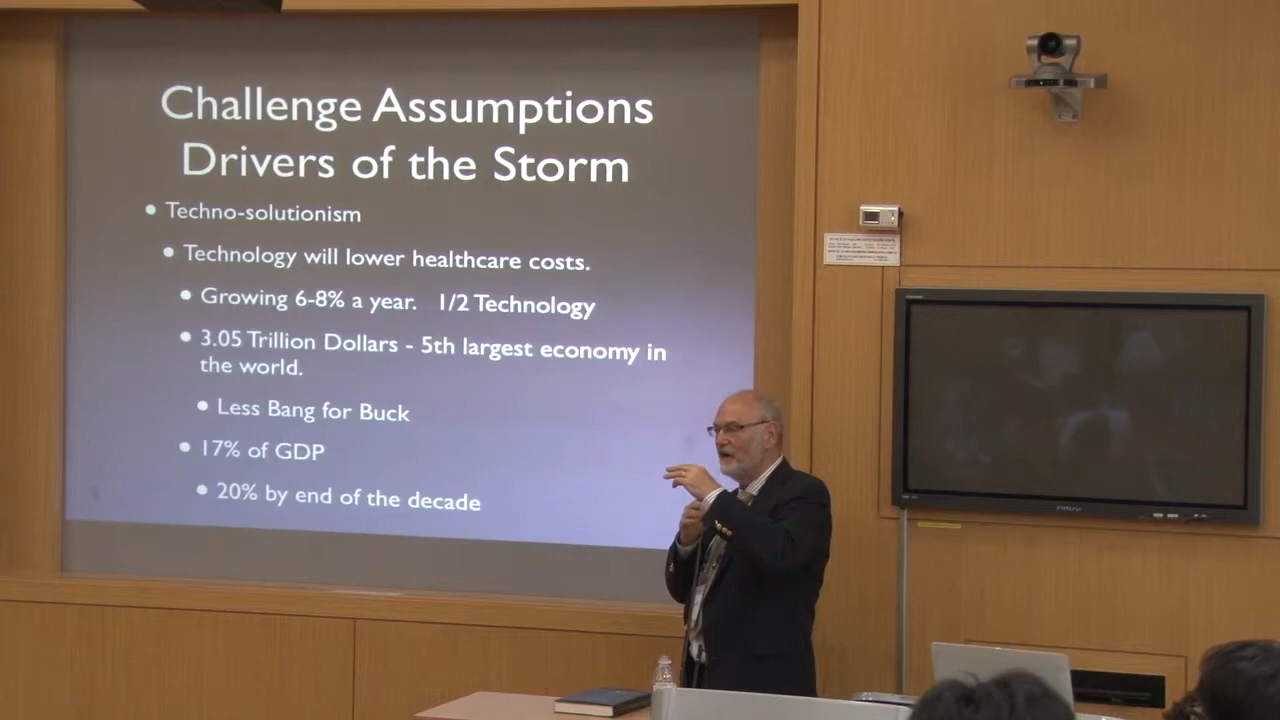 Challenge Assumptions
Drivers of the Storm
• Techno-solutionism
• Technology will lower healthcare costs.
• Growing 6-8% a year. 1/2 Technology
• 3.05 Trillion Dollars - 5th largest economy in
the world.
• Less Bang for Buck
• 17% of GDP
• 20% by end of the decade